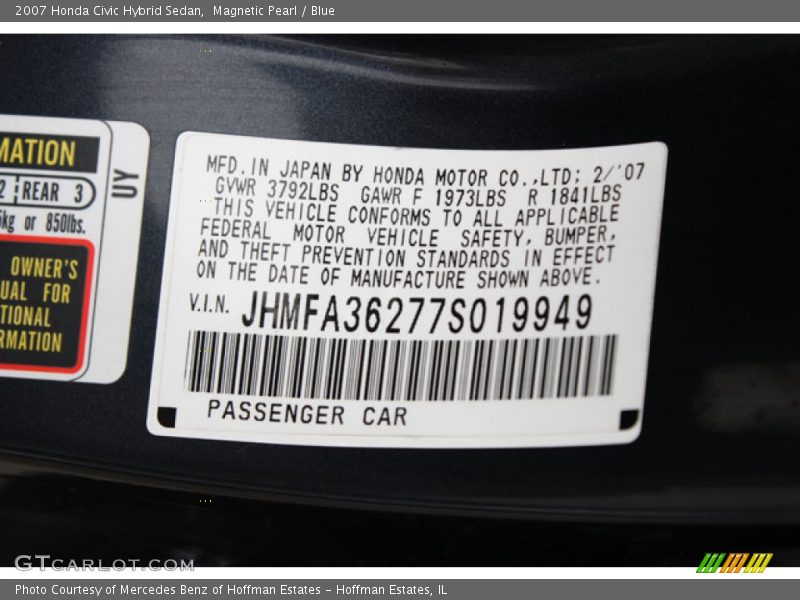 2007 Honda Civic Hybrid Sedan, Magnetic Pearl / Blue
MATION
2 REAR 3
kg or 850lbs.
OWNER'S
UAL FOR
TIONAL
RMATION
UY
MFD. IN JAPAN BY HONDA MOTOR CO.,LTD; 2/'07
GVWR 3792LBS GAWR F 1973LBS R 1841LBS
THIS VEHICLE CONFORMS TO ALL APPLICABLE
FEDERAL MOTOR VEHICLE SAFETY, BUMPER,
AND THEFT PREVENTION STANDARDS IN EFFECT
ON THE DATE OF MANUFACTURE SHOWN ABOVE.
V.I.N. JHMFA36277S019949
PASSENGER CAR
GTCARLOT.COM
Photo Courtesy of Mercedes Benz of Hoffman Estates - Hoffman Estates, IL